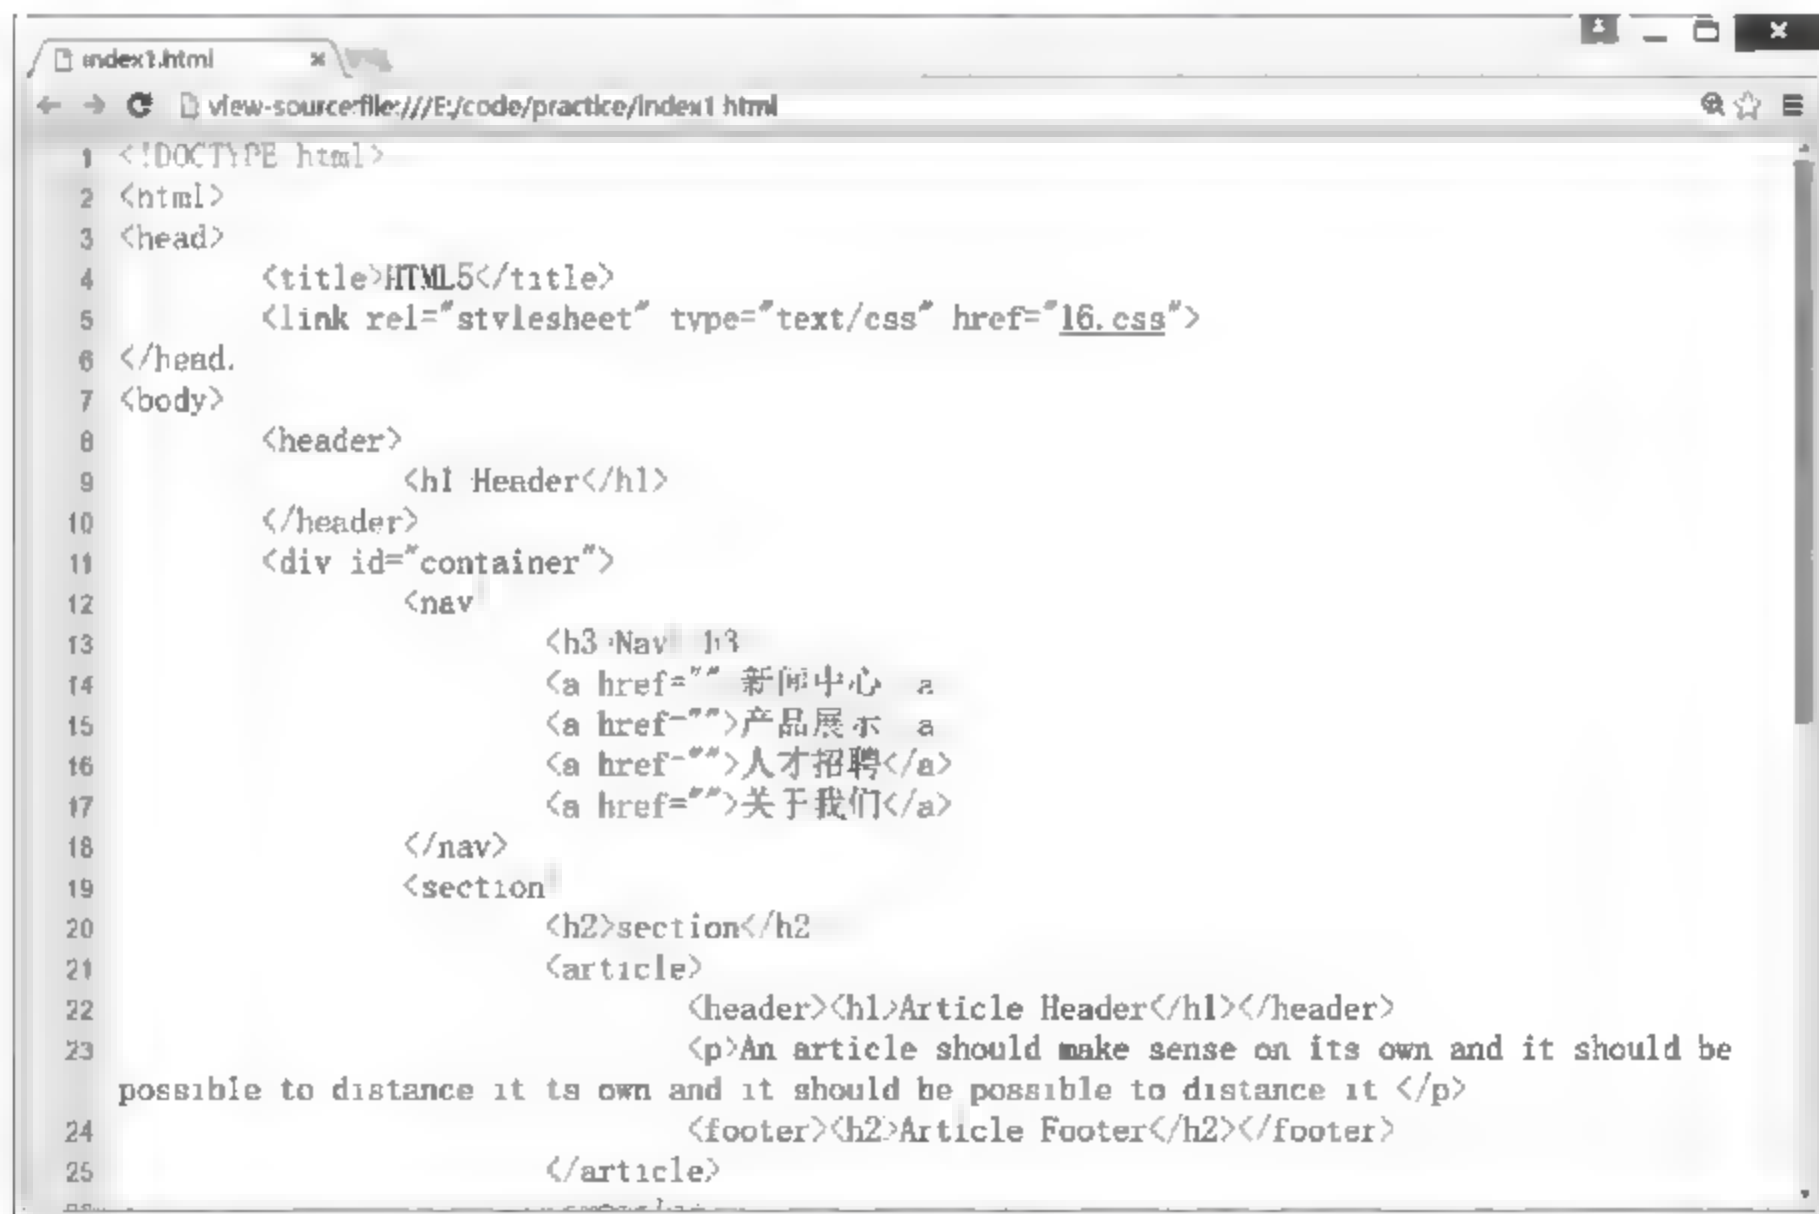 index1.html
view-source:file:///E:/code/practice/index1.html
1 <!DOCTYPE html>
2 <html>
3 <head>
4 <title>HTML5</title>
5 <link rel="stylesheet" type="text/css" href="16.css">
6 </head.
7 <body>
8 <header>
9 <h1 Header</h1>
10 </header>
11 <div id="container">
12 <nav
13 <h3 Nav h3
14 <a href="" 新闻中心 a
15 <a href="">产品展示 a
16 <a href="">人才招聘</a>
17 <a href="">关于我们</a>
18 </nav>
19 <section
20 <h2>section</h2
21 <article>
22 <header><h1>Article Header</h1></header>
23 <p>An article should make sense on its own and it should be
possible to distance it ts own and it should be possible to distance it </p>
24 <footer><h2>Article Footer</h2></footer>
25 </article>